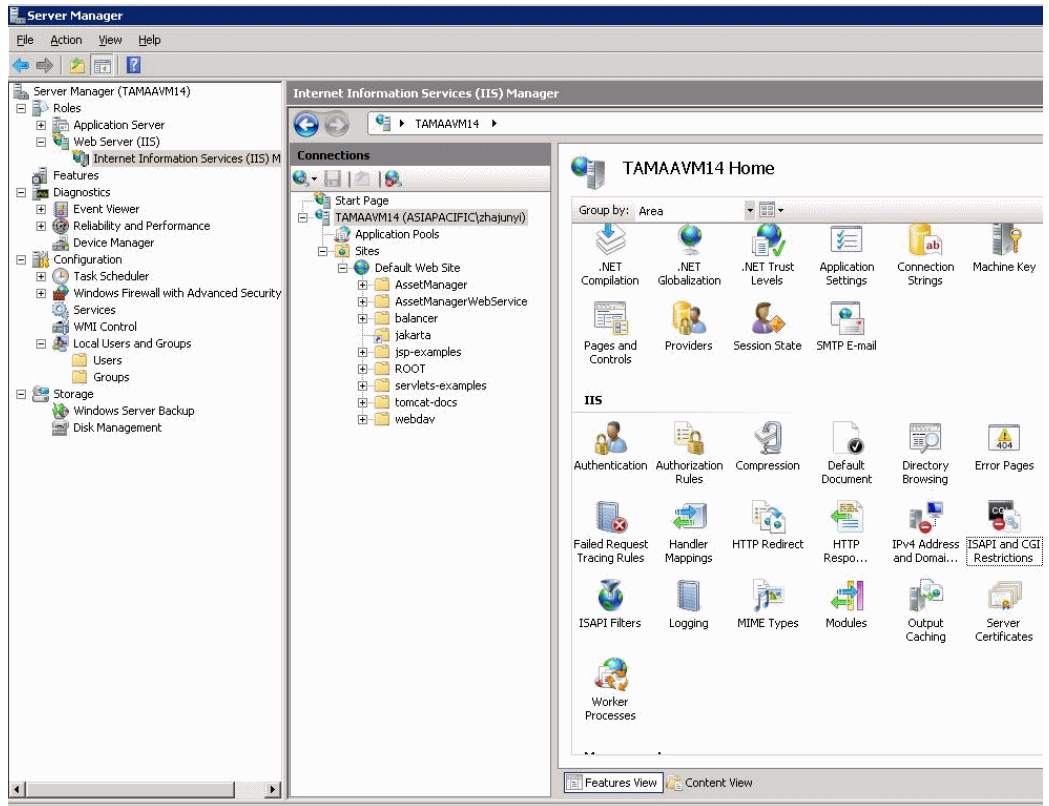 Server Manager
File Action View Help
Server Manager (TAMAAVM14)
Roles
Application Server
Web Server (IIS)
Internet Information Services (IIS) M
Features
Diagnostics
Event Viewer
Reliability and Performance
Device Manager
Configuration
Task Scheduler
Windows Firewall with Advanced Security
Services
WMI Control
Local Users and Groups
Users
Groups
Storage
Windows Server Backup
Disk Management
Internet Information Services (IIS) Manager
TAMAAVM14
Connections
Start Page
TAMAAVM14 (ASIAPACIFIC\zhajunyi)
Application Pools
Sites
Default Web Site
AssetManager
AssetManagerWebService
balancer
jakarta
jsp-examples
ROOT
servlets-examples
tomcat-docs
webdav
TAMAAVM14 Home
Group by: Area
.NET Compilation
.NET Globalization
.NET Trust Levels
Application Settings
ab
Connection Strings
Machine Key
Pages and Controls
Providers
Session State
SMTP E-mail
IIS
Authentication
Authorization Rules
Compression
Default Document
Directory Browsing
404
Error Pages
Failed Request Tracing Rules
Handler Mappings
HTTP Redirect
HTTP Respo...
IPv4 Address and Domai...
ISAPI and CGI Restrictions
ISAPI Filters
Logging
MIME Types
Modules
Output Caching
Server Certificates
Worker Processes
Features View
Content View